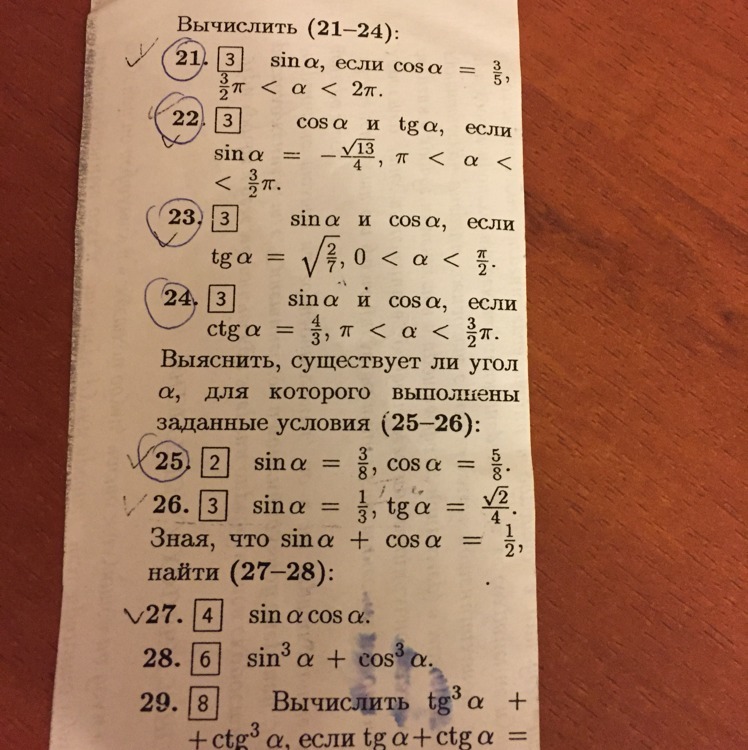 Вычислить (21–24):
21. 3 sin α, если cos α = 3/5,
3/2 π < α < 2π.
22. 3 cos α и tg α, если
sin α = −√13/4, π < α <
< 3/2 π.
23. 3 sin α и cos α, если
tg α = √(2/7), 0 < α < π/2.
24. 3 sin α и cos α, если
ctg α = 4/3, π < α < 3/2 π.
Выяснить, существует ли угол
α, для которого выполнены
заданные условия (25–26):
25. 2 sin α = 3/8, cos α = 5/8.
26. 3 sin α = 1/3, tg α = √2/4.
Зная, что sin α + cos α = 1/2,
найти (27–28):
27. 4 sin α cos α.
28. 6 sin³ α + cos³ α.
29. 8 Вычислить tg³ α +
+ ctg³ α, если tg α + ctg α =